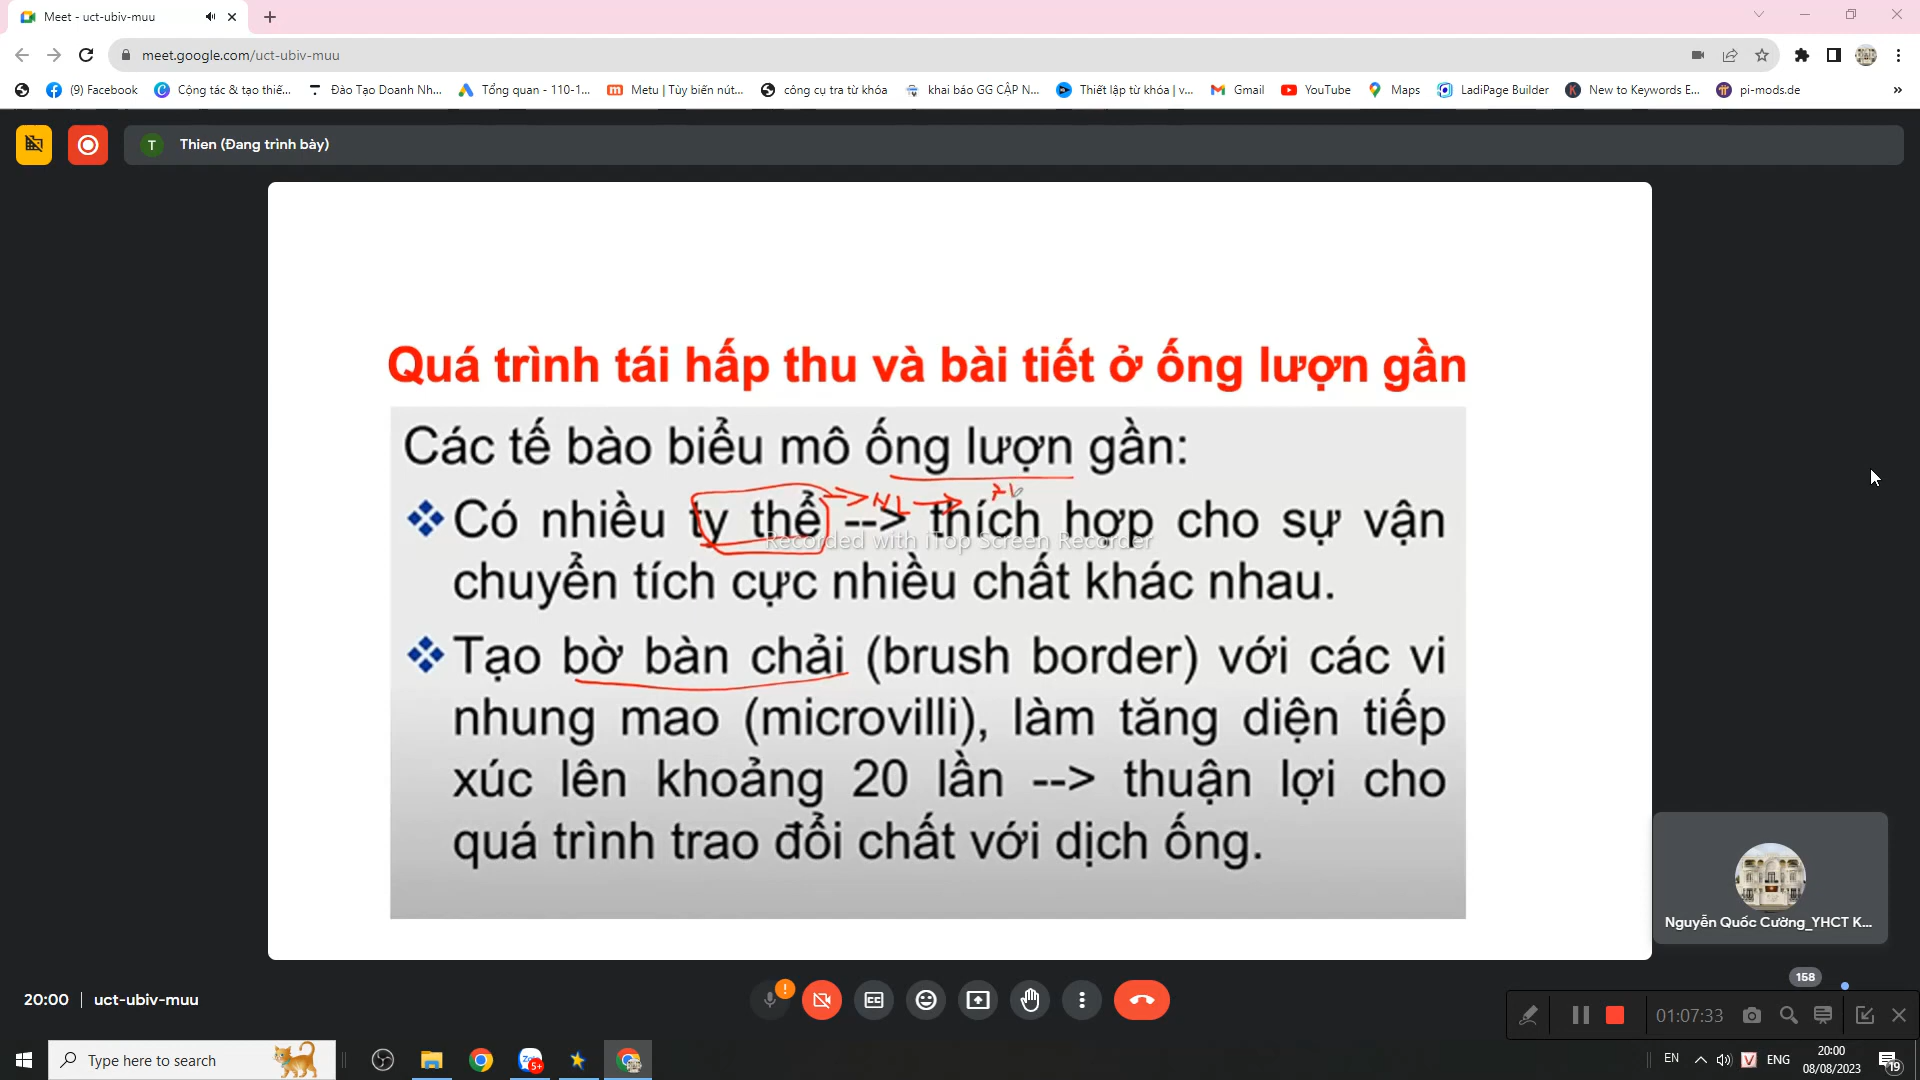 Meet - uct-ubiv-muu
meet.google.com/uct-ubiv-muu
(9) Facebook
Cộng tác & tạo thiế...
Đào Tạo Doanh Nh...
Tổng quan - 110-1...
Metu | Tùy biến nút...
công cụ tra từ khóa
khai báo GG CẬP N...
Thiết lập từ khóa | v...
Gmail
YouTube
Maps
LadiPage Builder
New to Keywords E...
pi-mods.de
T
Thien (Đang trình bày)
Quá trình tái hấp thu và bài tiết ở ống lượn gần
Các tế bào biểu mô ống lượn gần:
NL
Có nhiều ty thể --> thích hợp cho sự vận
Recorded with iTop Screen Recorder
chuyển tích cực nhiều chất khác nhau.
Tạo bờ bàn chải (brush border) với các vi
nhung mao (microvilli), làm tăng diện tiếp
xúc lên khoảng 20 lần --> thuận lợi cho
quá trình trao đổi chất với dịch ống.
Nguyễn Quốc Cường_YHCT K...
158
20:00 | uct-ubiv-muu
01:07:33
Type here to search
5+
EN
ENG
20:00
08/08/2023
19